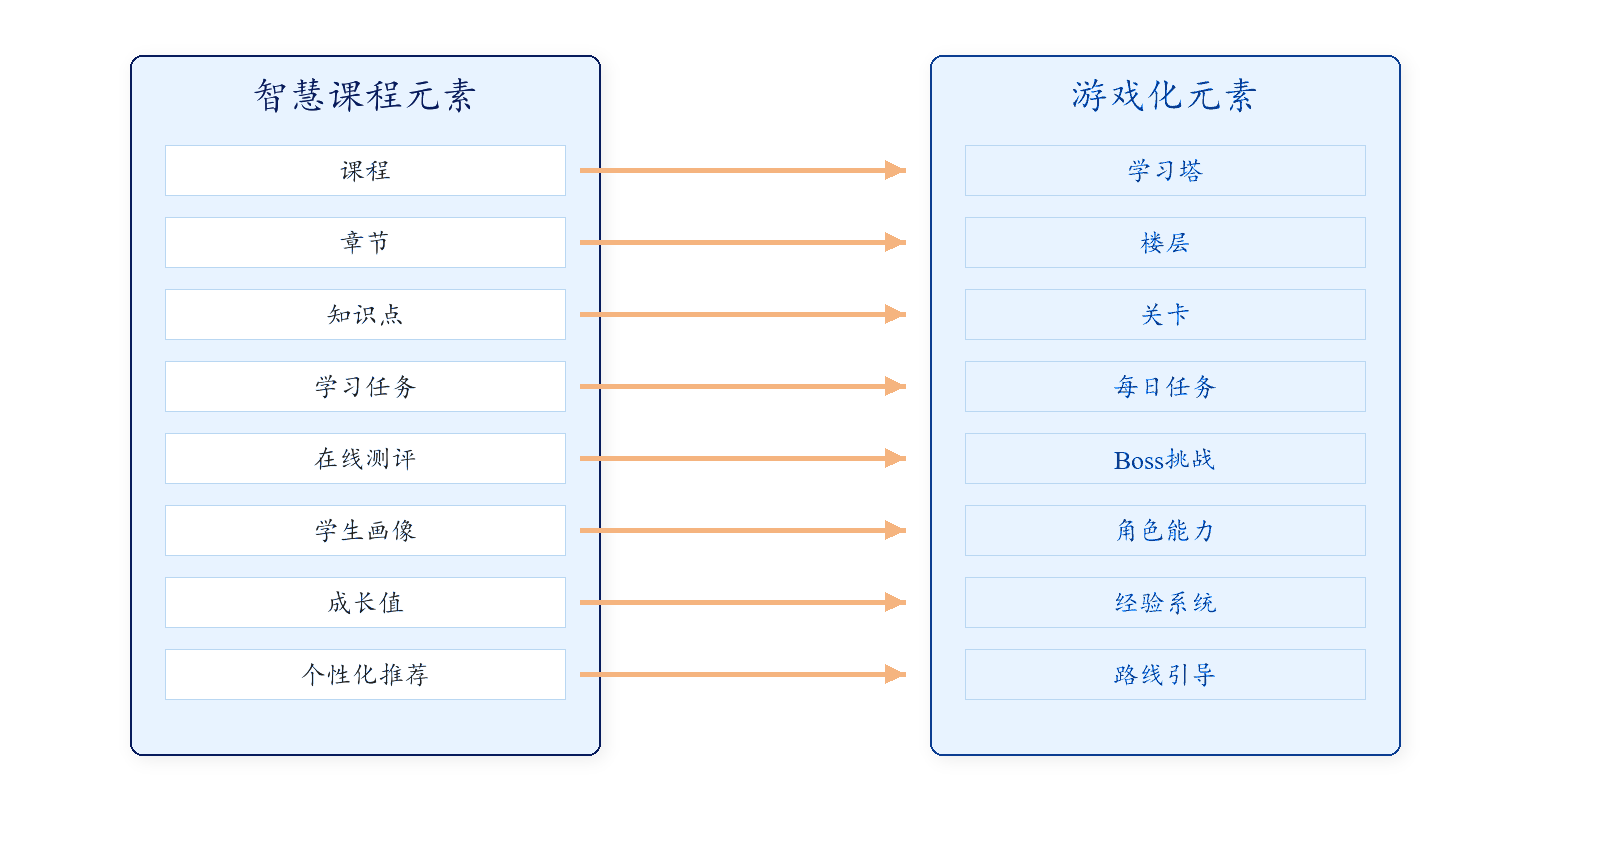 智慧课程元素
游戏化元素
课程
学习塔
章节
楼层
知识点
关卡
学习任务
每日任务
在线测评
Boss挑战
学生画像
角色能力
成长值
经验系统
个性化推荐
路线引导